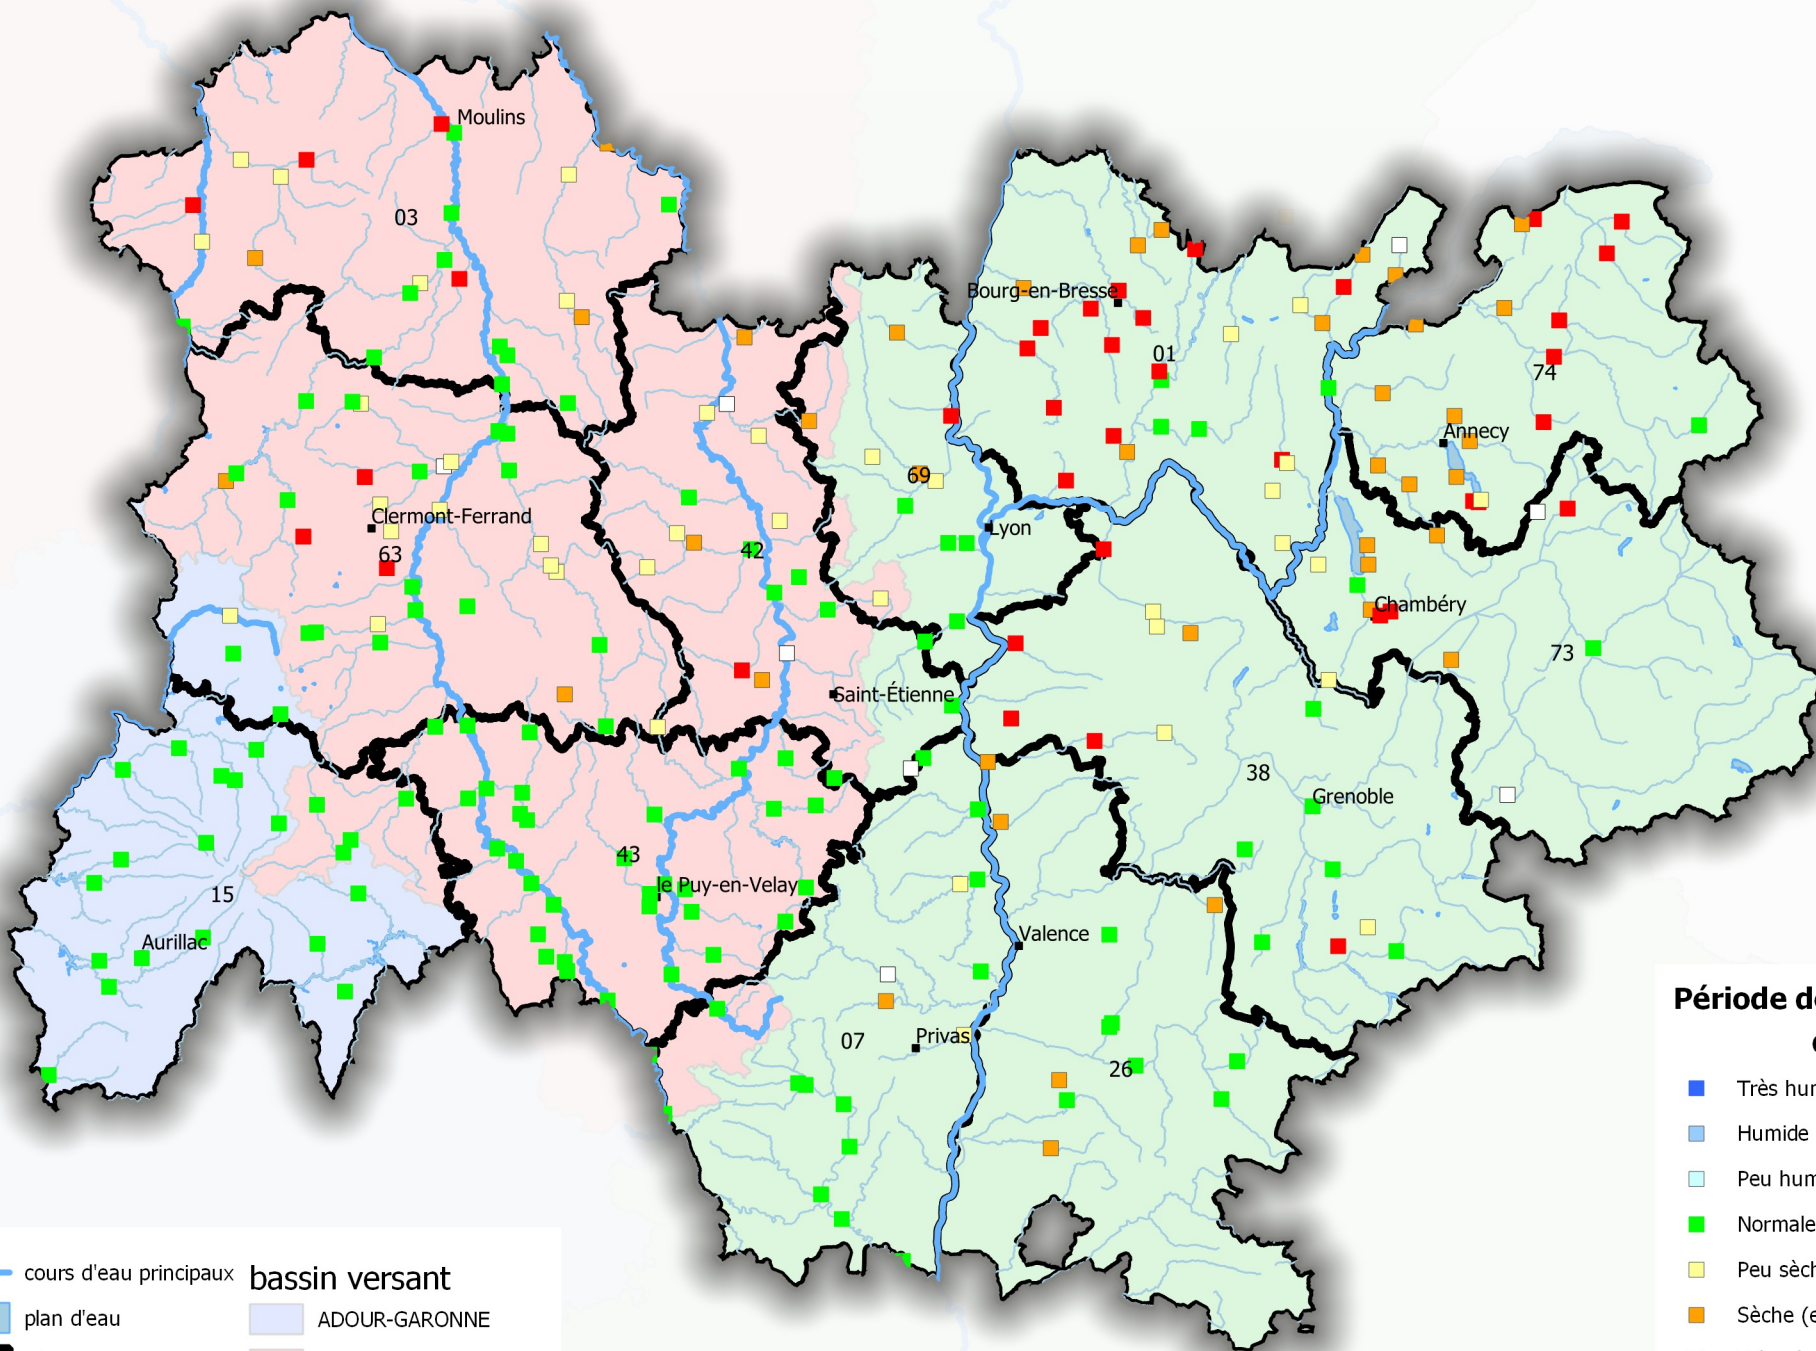 Moulins
03
Bourg-en-Bresse
01
74
Annecy
69
Clermont-Ferrand
Lyon
63
42
Chambéry
73
Saint-Étienne
38
Grenoble
43
le Puy-en-Velay
15
Aurillac
Valence
07
Privas
26
Période d
Très hu
Humide
Peu hum
Normale
Peu sèch
Sèche (e
cours d'eau principaux
plan d'eau
bassin versant
ADOUR-GARONNE